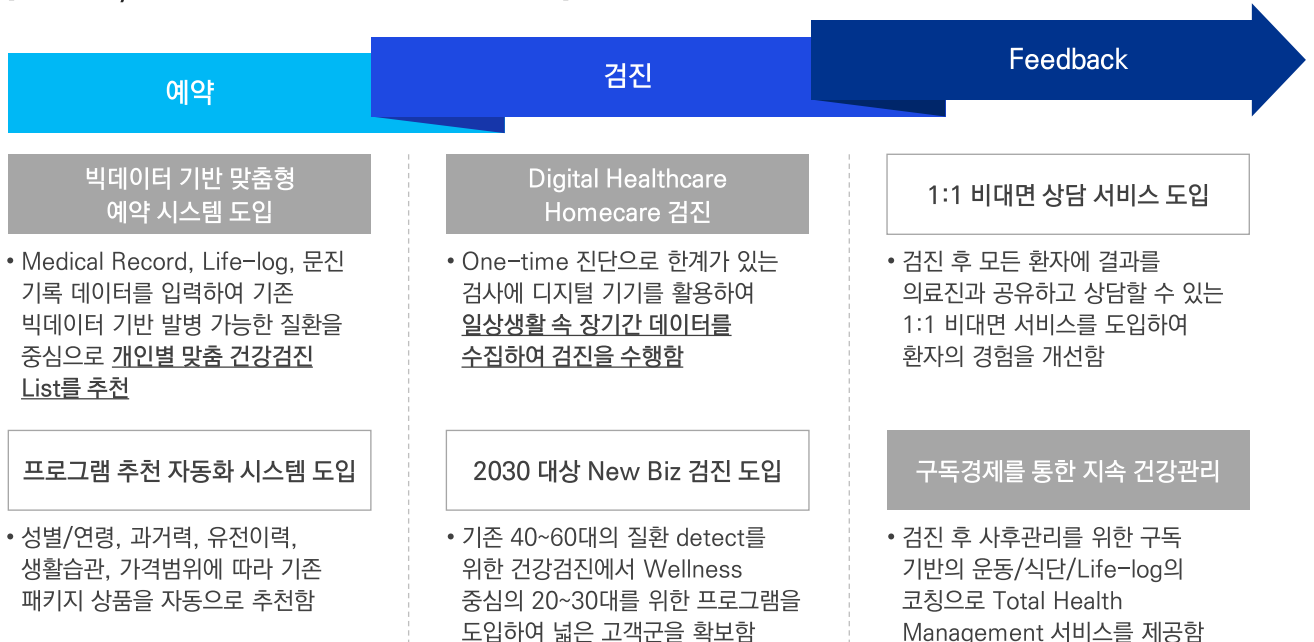 예약
검진
Feedback
빅데이터 기반 맞춤형
예약 시스템 도입
• Medical Record, Life-log, 문진
기록 데이터를 입력하여 기존
빅데이터 기반 발병 가능한 질환을
중심으로 개인별 맞춤 건강검진
List를 추천
프로그램 추천 자동화 시스템 도입
• 성별/연령, 과거력, 유전이력,
생활습관, 가격범위에 따라 기존
패키지 상품을 자동으로 추천함
Digital Healthcare
Homecare 검진
• One-time 진단으로 한계가 있는
검사에 디지털 기기를 활용하여
일상생활 속 장기간 데이터를
수집하여 검진을 수행함
2030 대상 New Biz 검진 도입
• 기존 40~60대의 질환 detect를
위한 건강검진에서 Wellness
중심의 20~30대를 위한 프로그램을
도입하여 넓은 고객군을 확보함
1:1 비대면 상담 서비스 도입
• 검진 후 모든 환자에 결과를
의료진과 공유하고 상담할 수 있는
1:1 비대면 서비스를 도입하여
환자의 경험을 개선함
구독경제를 통한 지속 건강관리
• 검진 후 사후관리를 위한 구독
기반의 운동/식단/Life-log의
코칭으로 Total Health
Management 서비스를 제공함